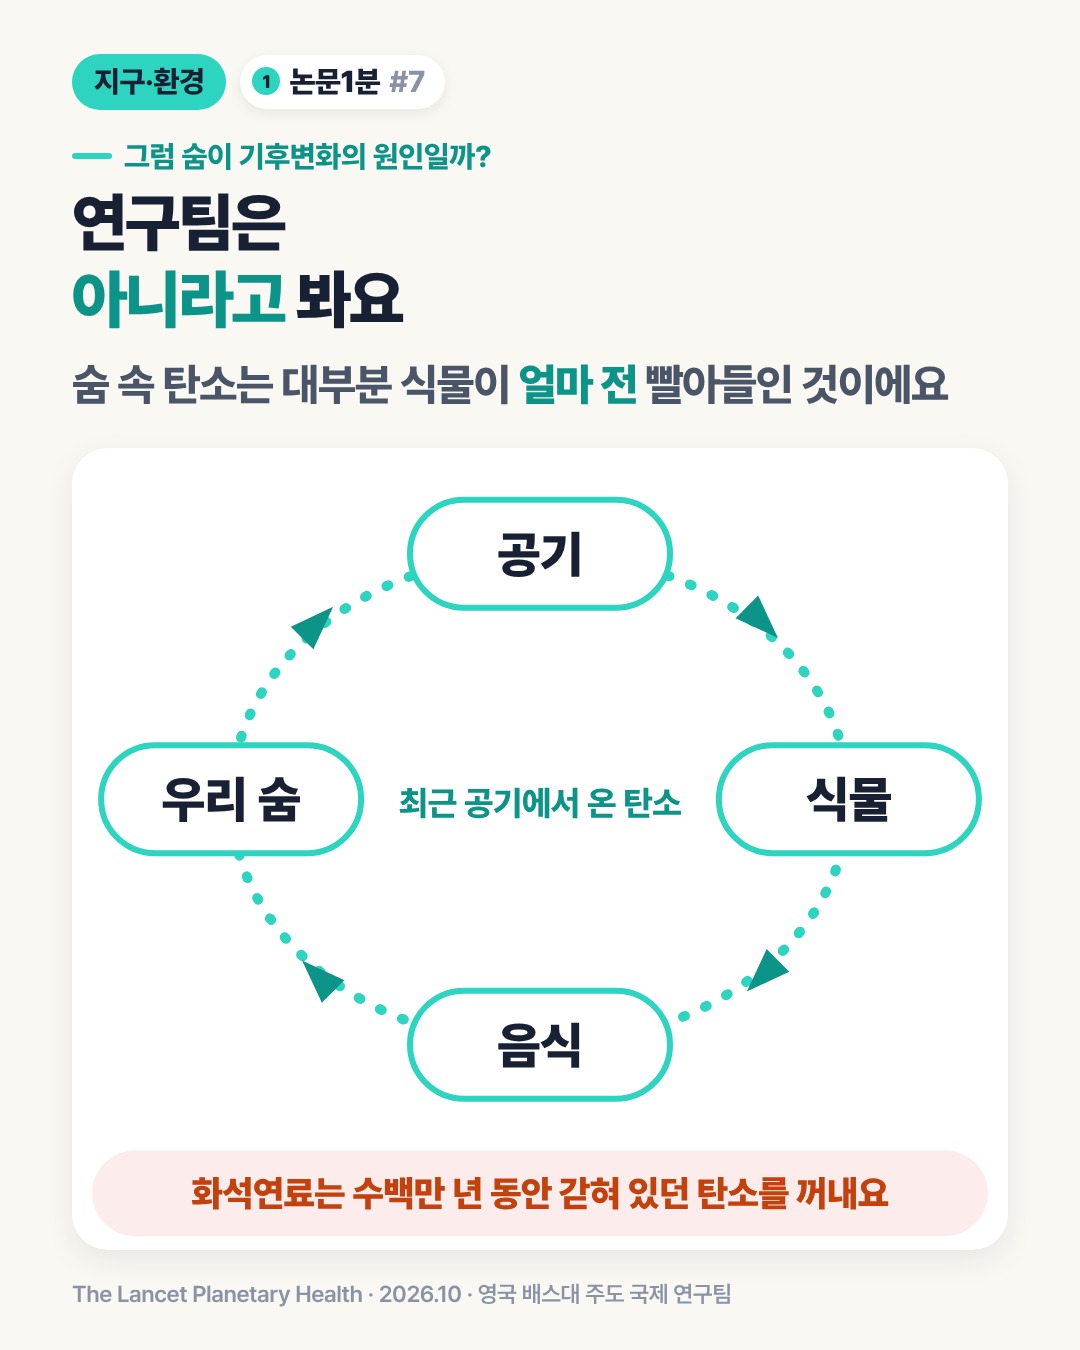 지구·환경
1 논문1분 #7
그럼 숨이 기후변화의 원인일까?
연구팀은
아니라고 봐요
숨 속 탄소는 대부분 식물이 얼마 전 빨아들인 것이에요
공기
우리 숨
최근 공기에서 온 탄소
식물
음식
화석연료는 수백만 년 동안 갇혀 있던 탄소를 꺼내요
The Lancet Planetary Health · 2026.10 · 영국 배스대 주도 국제 연구팀